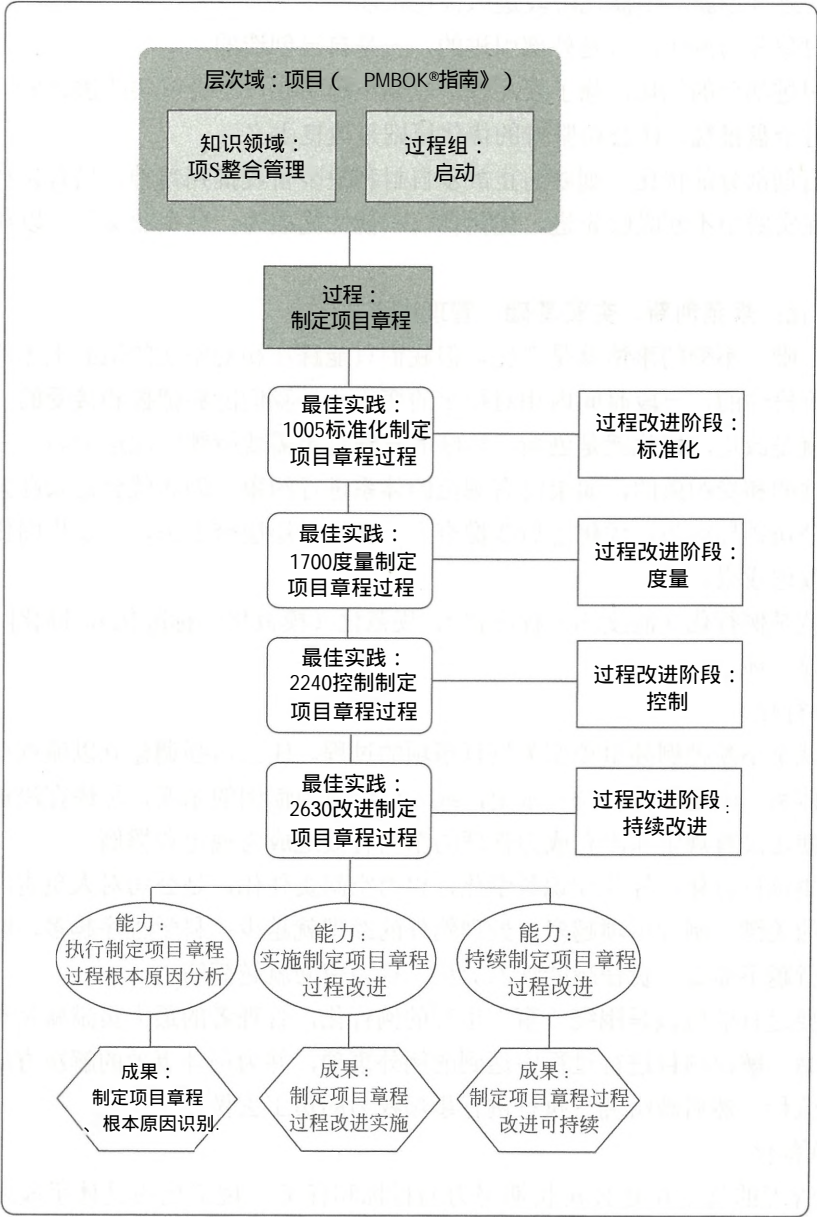 层次域：项目（ PMBOK®指南》）
知识领域：
项S整合管理
过程组：
启动
过程：
制定项目章程
最佳实践：
1005标准化制定
项目章程过程
过程改进阶段：
标准化
最佳实践：
1700度量制定
项目章程过程
过程改进阶段：
度量
最佳实践：
2240控制制定
项目章程过程
过程改进阶段：
控制
最佳实践：
2630改进制定
项目章程过程
过程改进阶段：
持续改进
能力：
执行制定项目章程
过程根本原因分析
能力：
实施制定项目章程
过程改进
能力：
持续制定项目章程
过程改进
成果：
制定项目章程
、根本原因识别.
成果：
制定项目章程
过程改进实施
成果：
制定项目章程过程
改进可持续